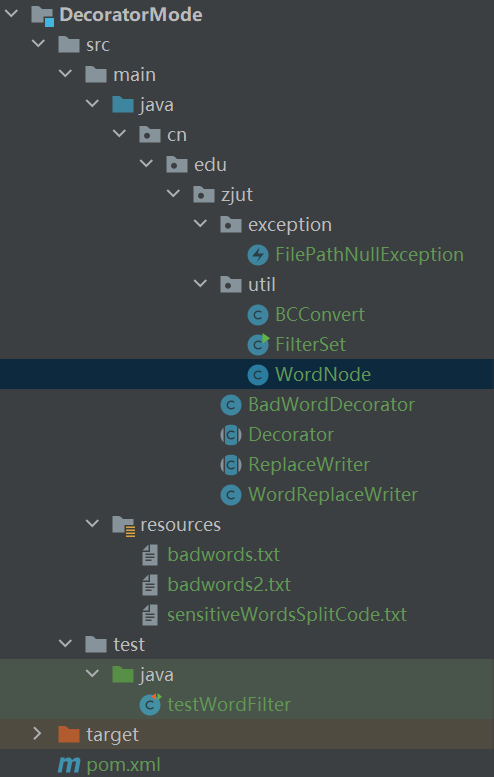 DecoratorMode
src
main
java
cn
edu
zjut
exception
FilePathNullException
util
BCConvert
FilterSet
WordNode
BadWordDecorator
Decorator
ReplaceWriter
WordReplaceWriter
resources
badwords.txt
badwords2.txt
sensitiveWordsSplitCode.txt
test
java
testWordFilter
target
pom.xml